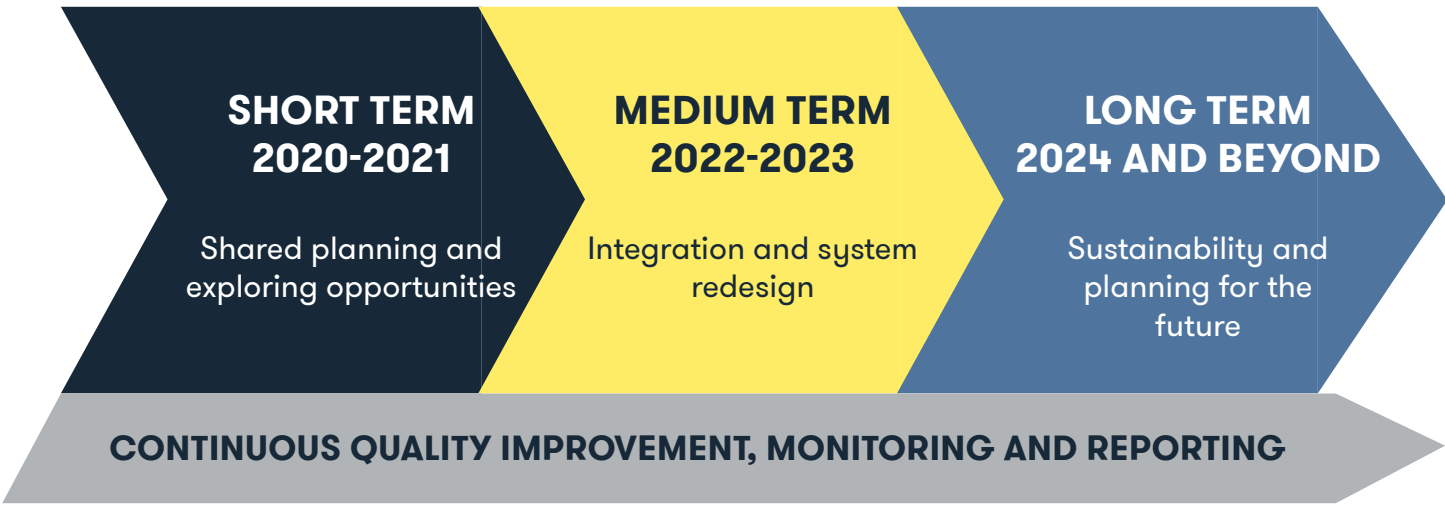 SHORT TERM
2020-2021
Shared planning and
exploring opportunities
MEDIUM TERM
2022-2023
Integration and system
redesign
LONG TERM
2024 AND BEYOND
Sustainability and
planning for the
future
CONTINUOUS QUALITY IMPROVEMENT, MONITORING AND REPORTING